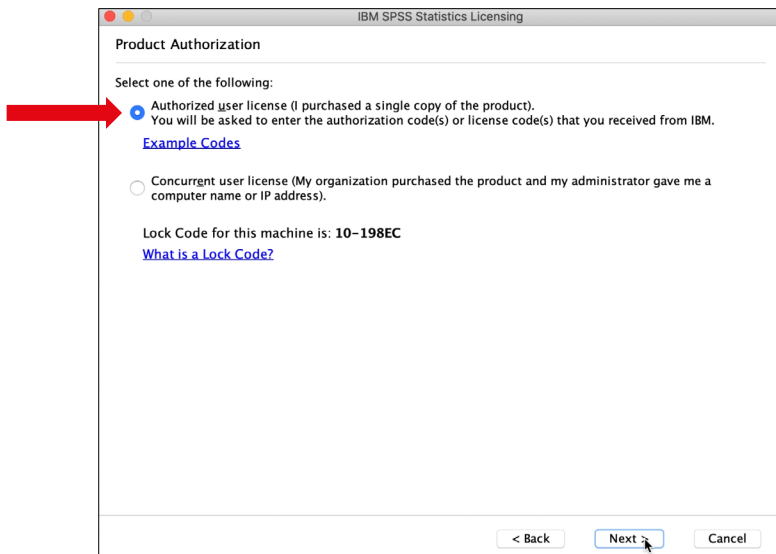 IBM SPSS Statistics Licensing
Product Authorization
Select one of the following:
Authorized user license (I purchased a single copy of the product).
You will be asked to enter the authorization code(s) or license code(s) that you received from IBM.
Example Codes
Concurrent user license (My organization purchased the product and my administrator gave me a
computer name or IP address).
Lock Code for this machine is: 10-198EC
What is a Lock Code?
< Back
Next >
Cancel